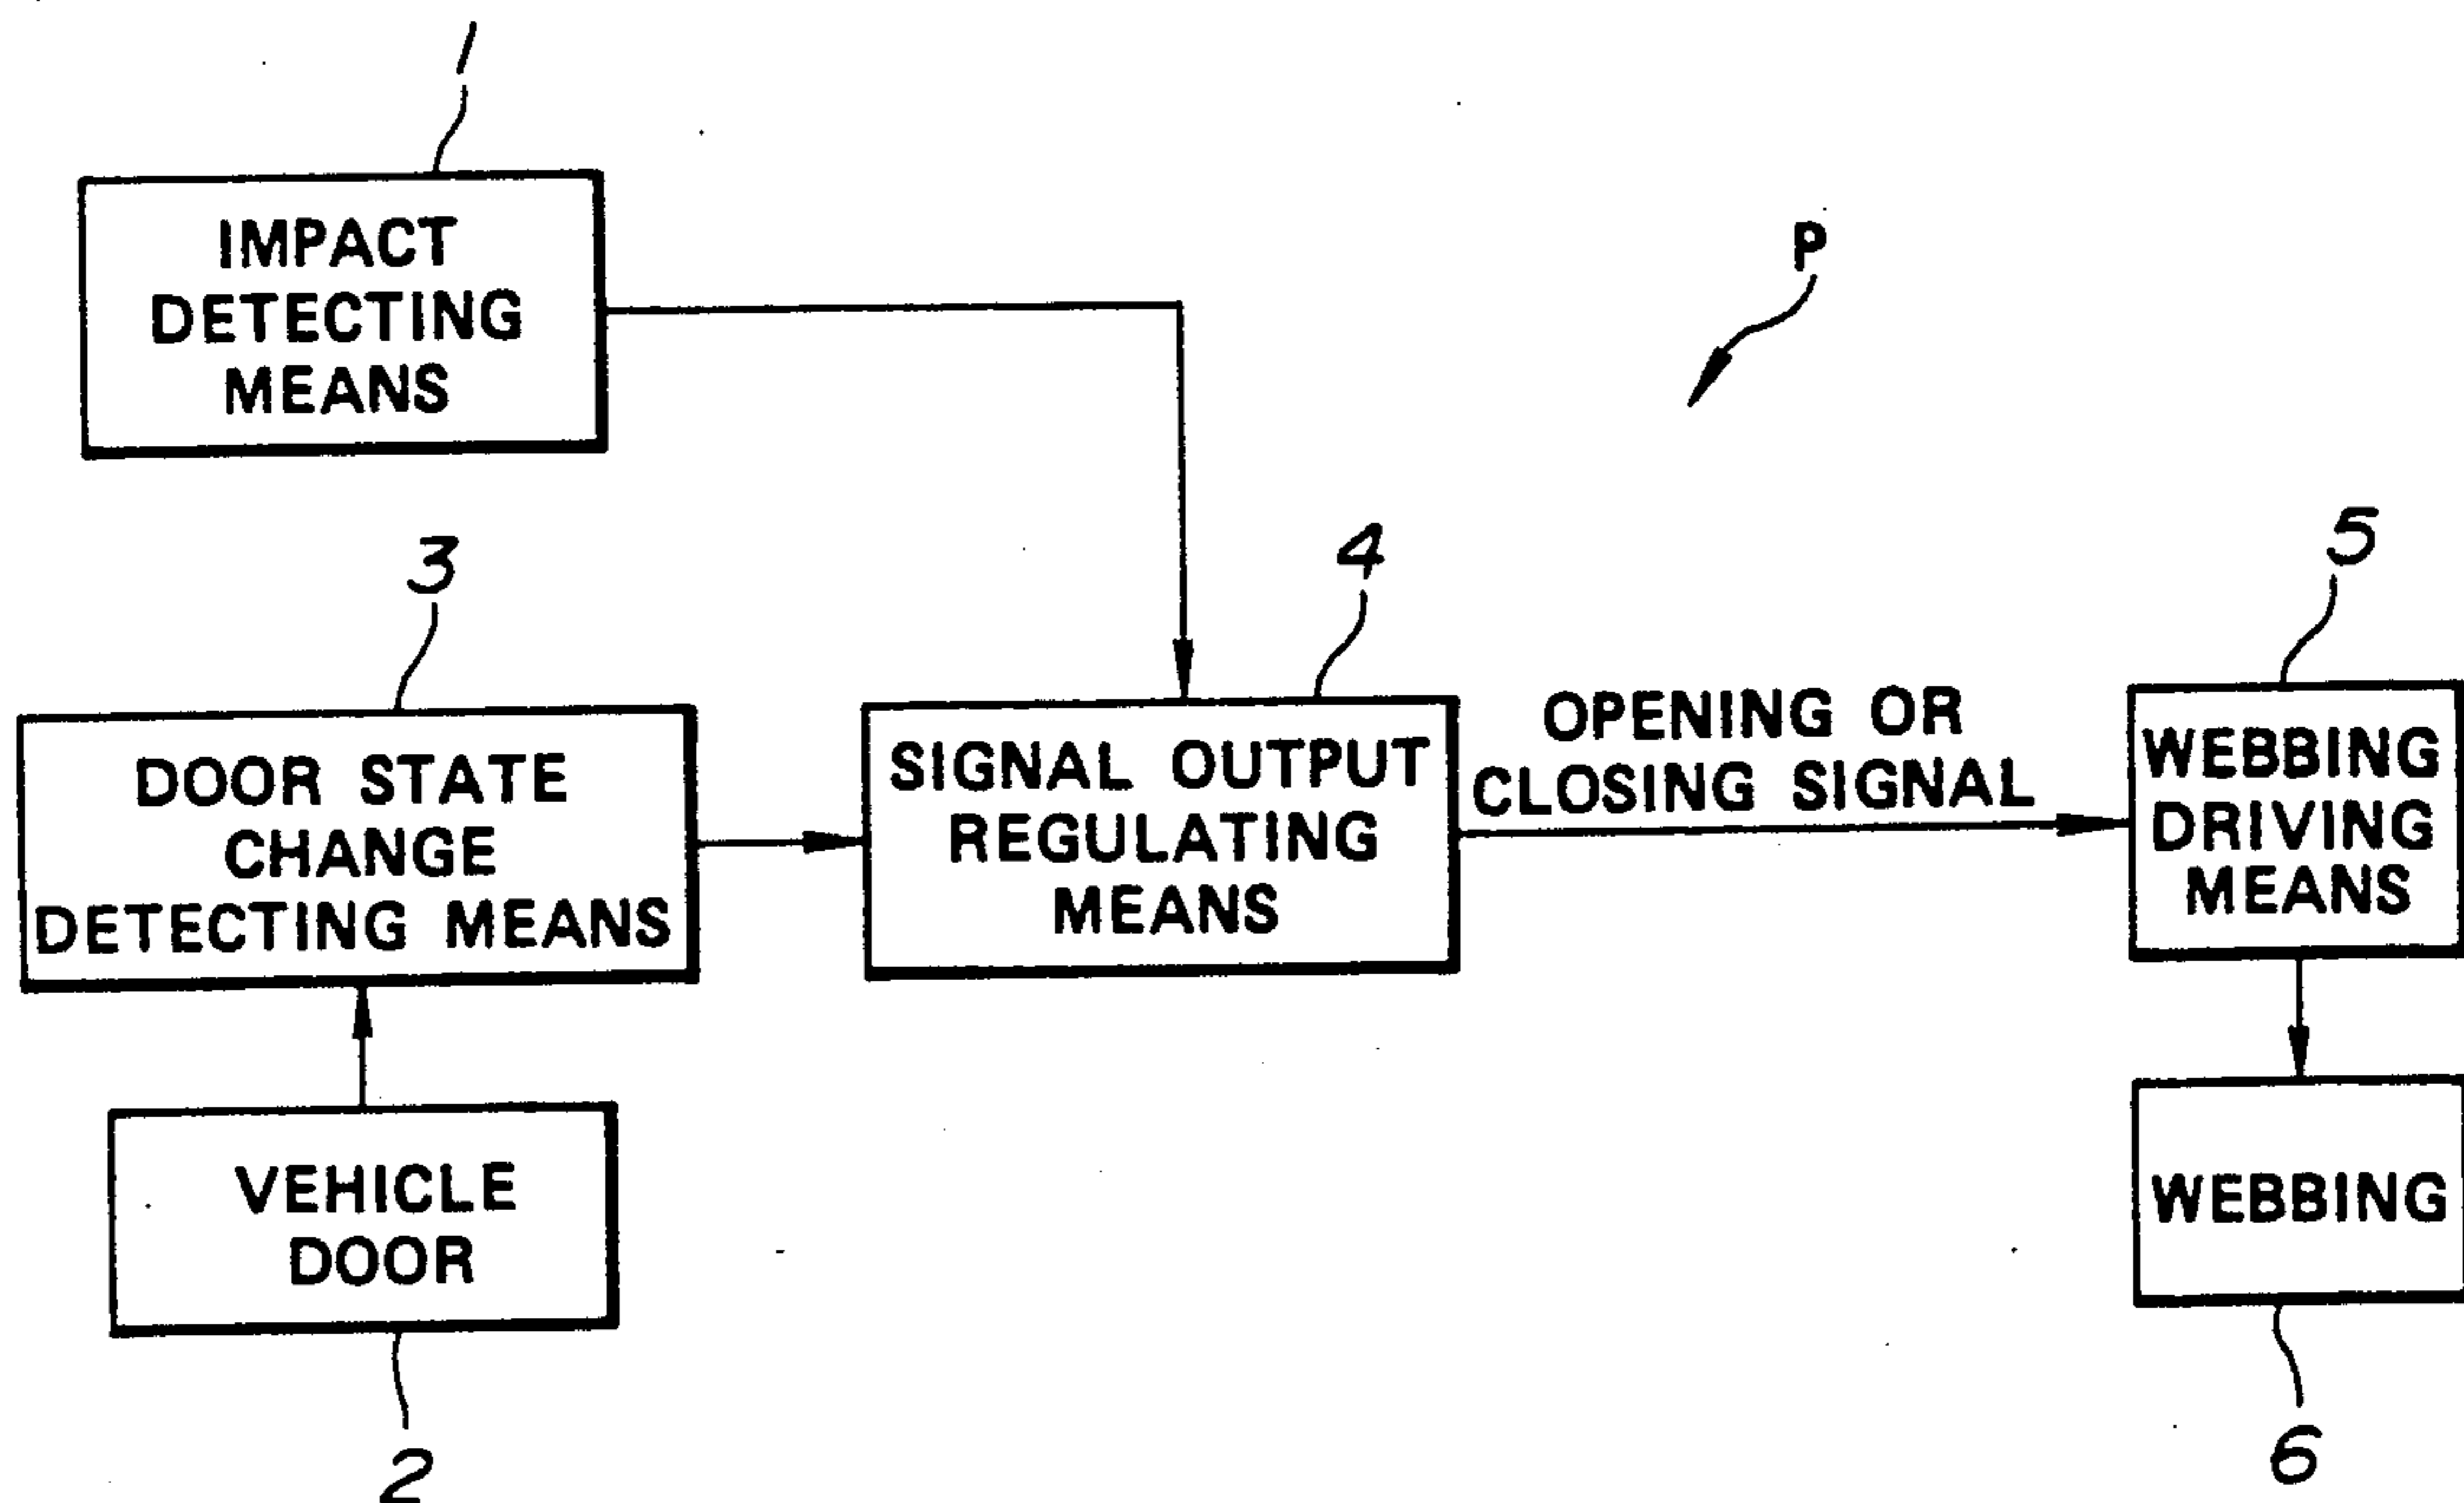 1
IMPACT
DETECTING
MEANS
P
3
DOOR STATE
CHANGE
DETECTING MEANS
4
SIGNAL OUTPUT
REGULATING
MEANS
OPENING OR
CLOSING SIGNAL
5
WEBBING
DRIVING
MEANS
VEHICLE
DOOR
2
WEBBING
6